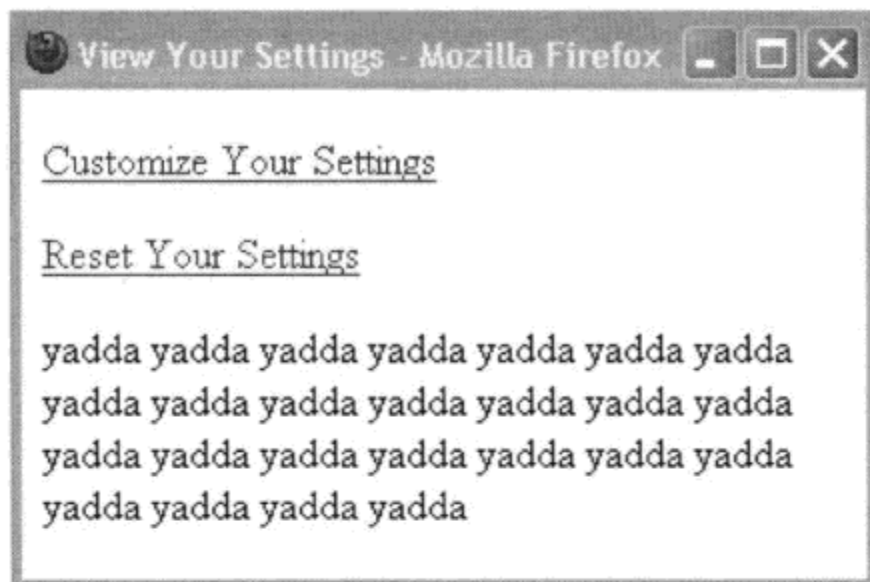 View Your Settings - Mozilla Firefox
Customize Your Settings
Reset Your Settings
yadda yadda yadda yadda yadda yadda yadda
yadda yadda yadda yadda yadda yadda yadda
yadda yadda yadda yadda yadda yadda yadda
yadda yadda yadda yadda